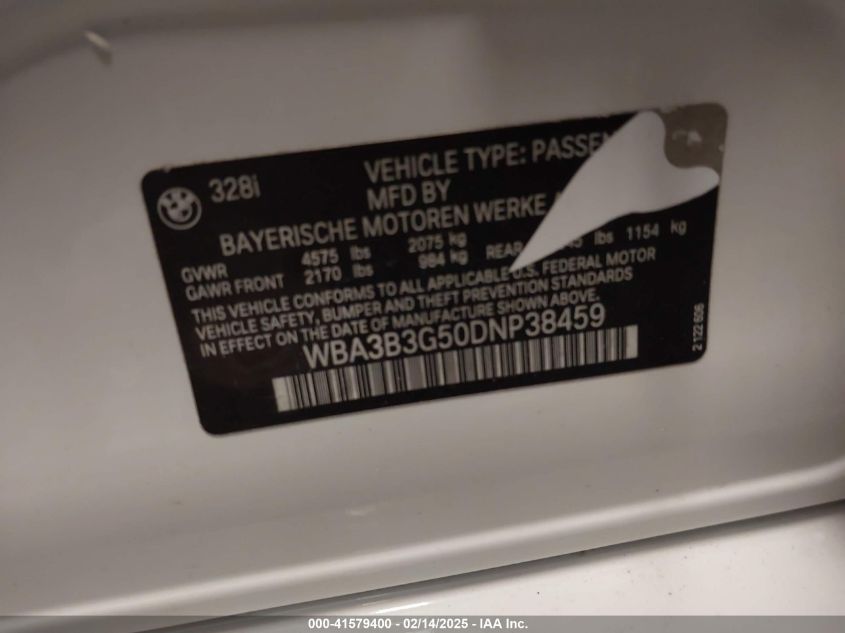 328i
VEHICLE TYPE: PASSEN
MFD BY
BAYERISCHE MOTOREN WERKE
GVWR 4575 lbs 2075 kg
GAWR FRONT 2170 lbs 984 kg REAR 45 lbs 1154 kg
THIS VEHICLE CONFORMS TO ALL APPLICABLE U.S. FEDERAL MOTOR
VEHICLE SAFETY, BUMPER AND THEFT PREVENTION STANDARDS
IN EFFECT ON THE DATE OF MANUFACTURE SHOWN ABOVE.
WBA3B3G50DNP38459
2 122 606
000-41579400 - 02/14/2025 - IAA Inc.